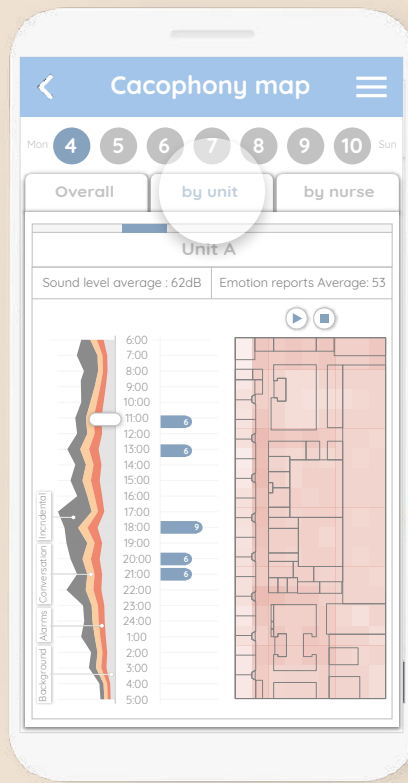 Cacophony map
Mon 4 5 6 7 8 9 10 Sun
Overall by unit by nurse
Unit A
Sound level average : 62dB Emotion reports Average: 53
6:00
7:00
8:00
9:00
10:00
11:00 6
12:00
13:00 6
14:00
15:00
16:00
17:00
18:00 9
19:00
20:00 6
21:00 6
22:00
23:00
24:00
1:00
2:00
3:00
4:00
5:00
Incndental
Conversation
Alarms
Background